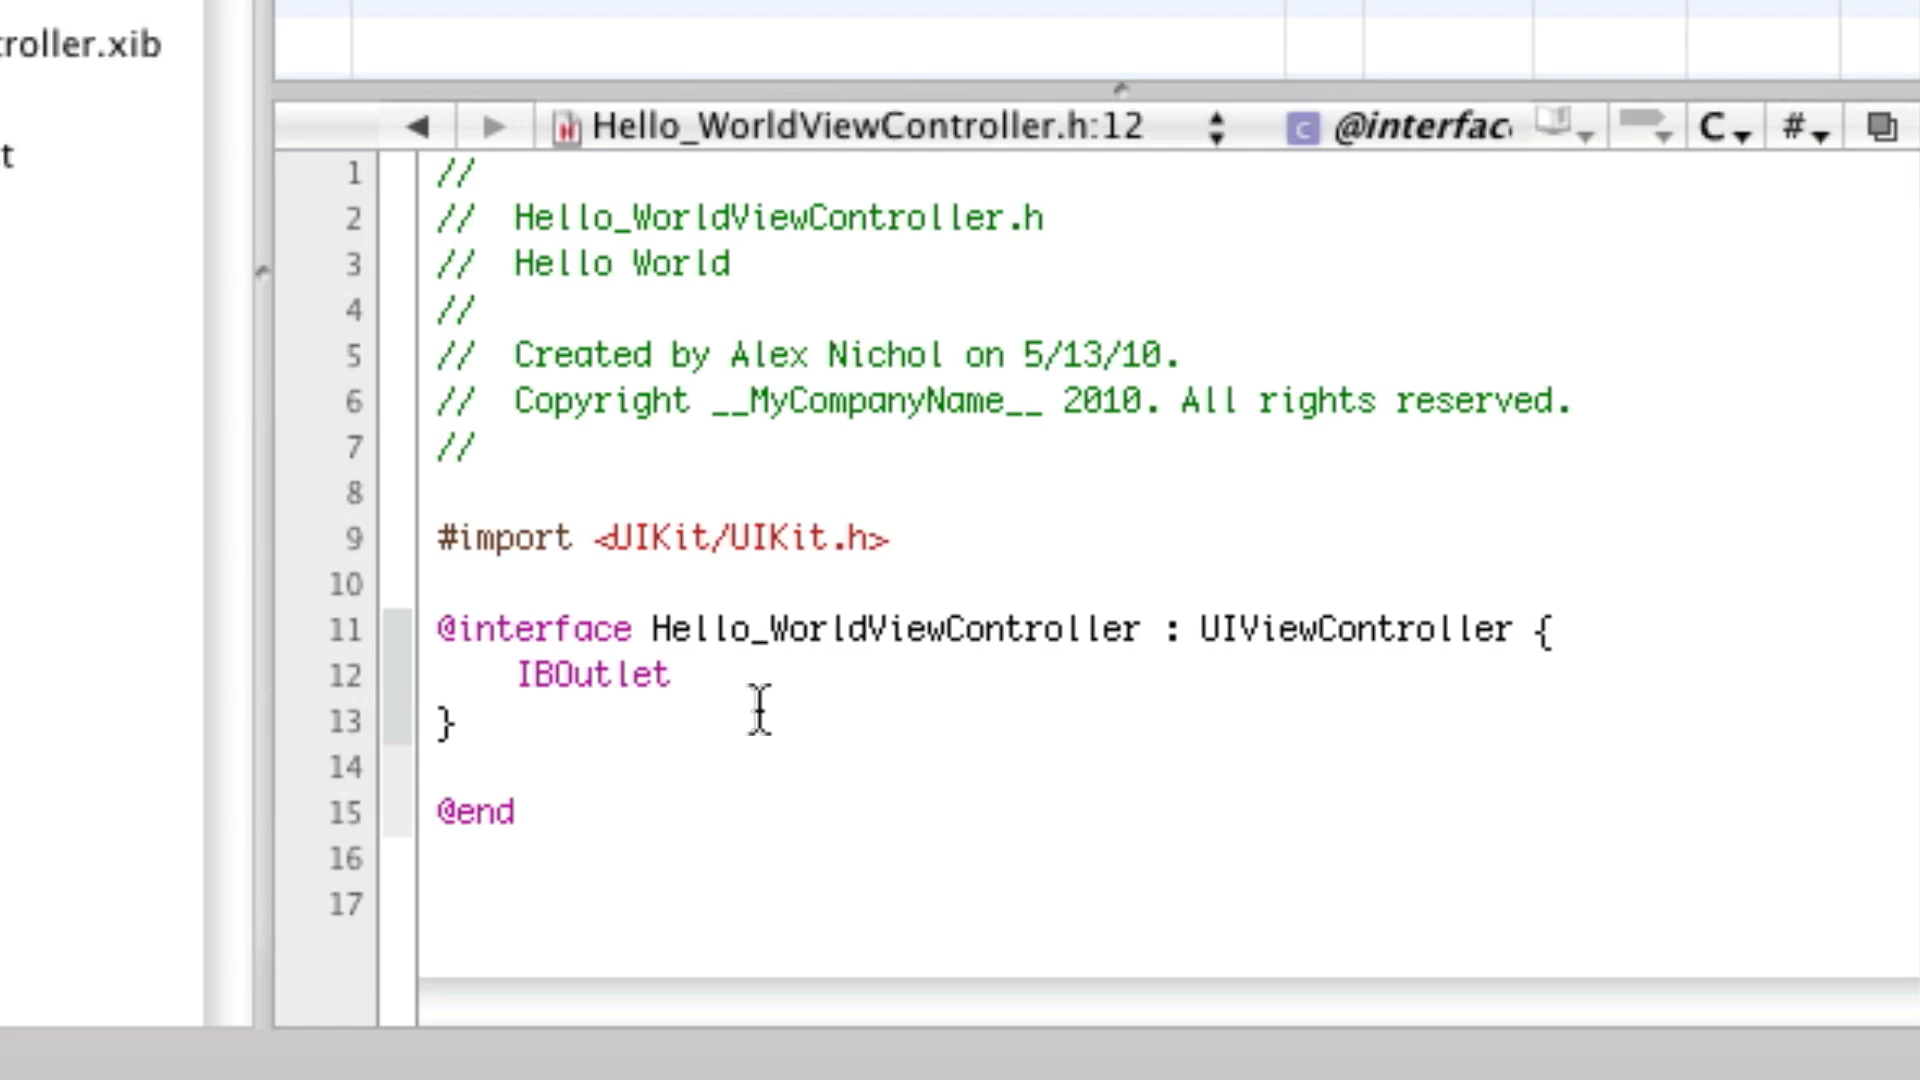 troller.xib
t
Hello_WorldViewController.h:12
C @interfac
C #
1 //
2 // Hello_WorldViewController.h
3 // Hello World
4 //
5 // Created by Alex Nichol on 5/13/10.
6 // Copyright __MyCompanyName__ 2010. All rights reserved.
7 //
8
9 #import <UIKit/UIKit.h>
10
11 @interface Hello_WorldViewController : UIViewController {
12 IBOutlet
13 }
14
15 @end
16
17